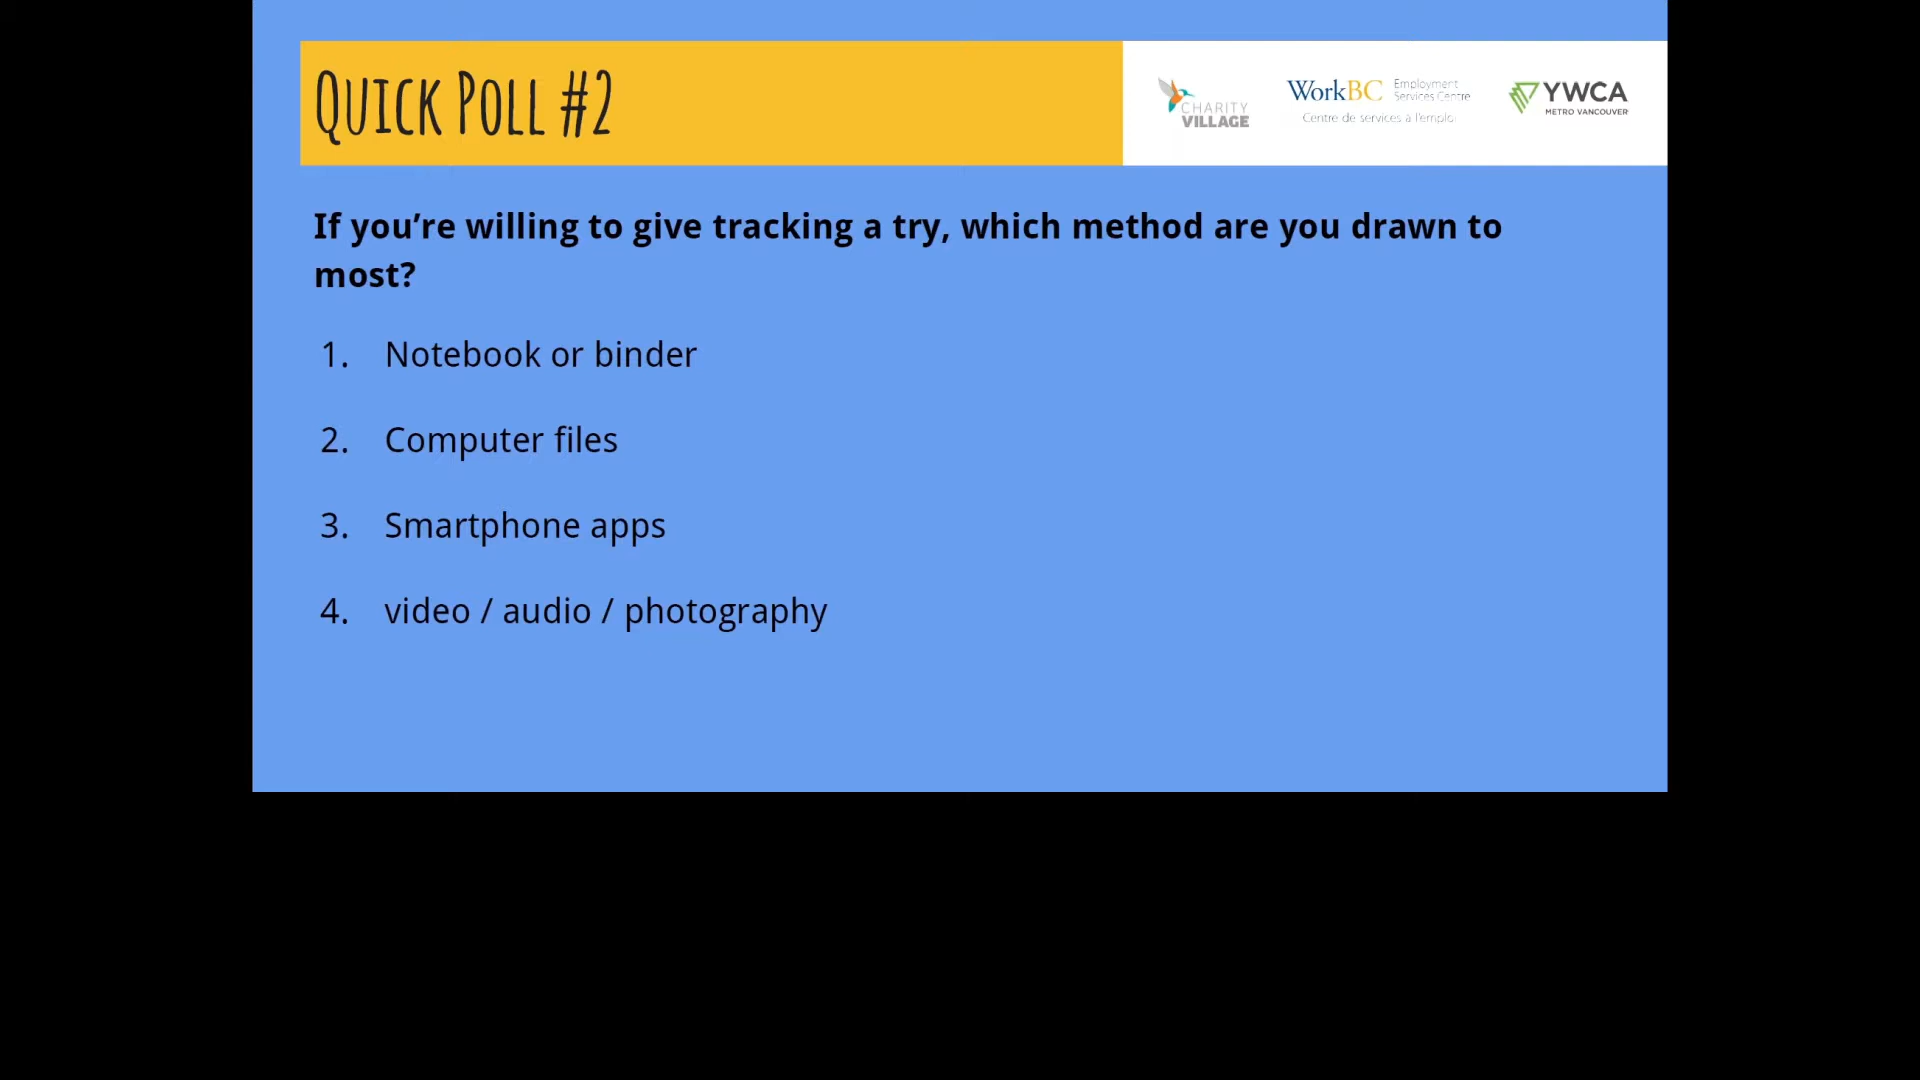 QUICK POLL #2
CHARITY
VILLAGE
WorkBC
Employment
Services Centre
Centre de services à l'emploi
YWCA
METRO VANCOUVER
If you’re willing to give tracking a try, which method are you drawn to
most?
1. Notebook or binder
2. Computer files
3. Smartphone apps
4. video / audio / photography